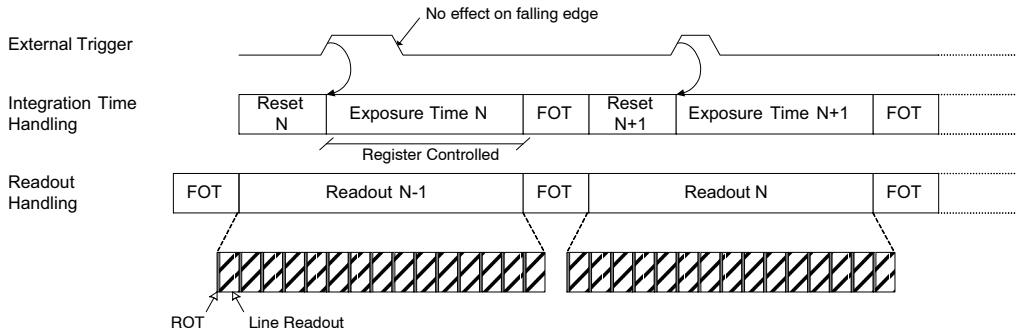 No effect on falling edge
External Trigger
Integration Time
Handling
Reset
N
Exposure Time N
FOT
Reset
N+1
Exposure Time N+1
FOT
Register Controlled
Readout
Handling
FOT
Readout N-1
FOT
Readout N
FOT
ROT
Line Readout